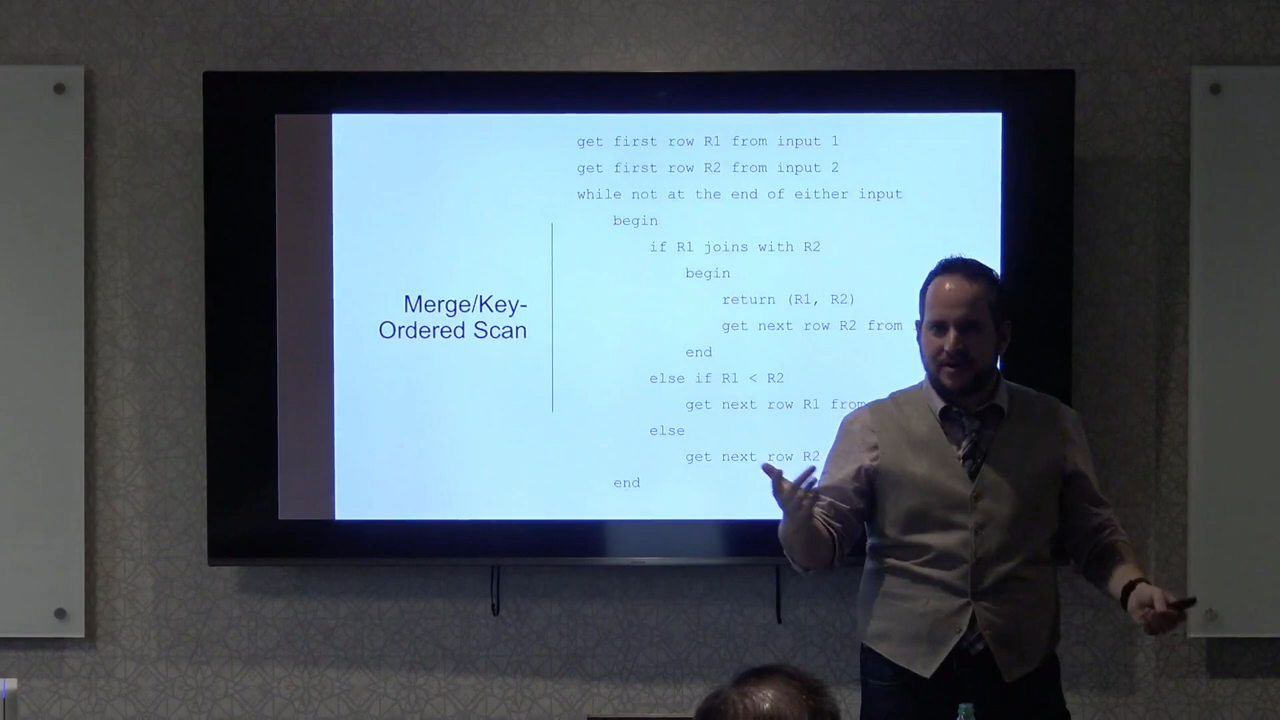 Merge/Key-
Ordered Scan
get first row R1 from input 1
get first row R2 from input 2
while not at the end of either input
begin
if R1 joins with R2
begin
return (R1, R2)
get next row R2 from
end
else if R1 < R2
get next row R1 from
else
get next row R2
end